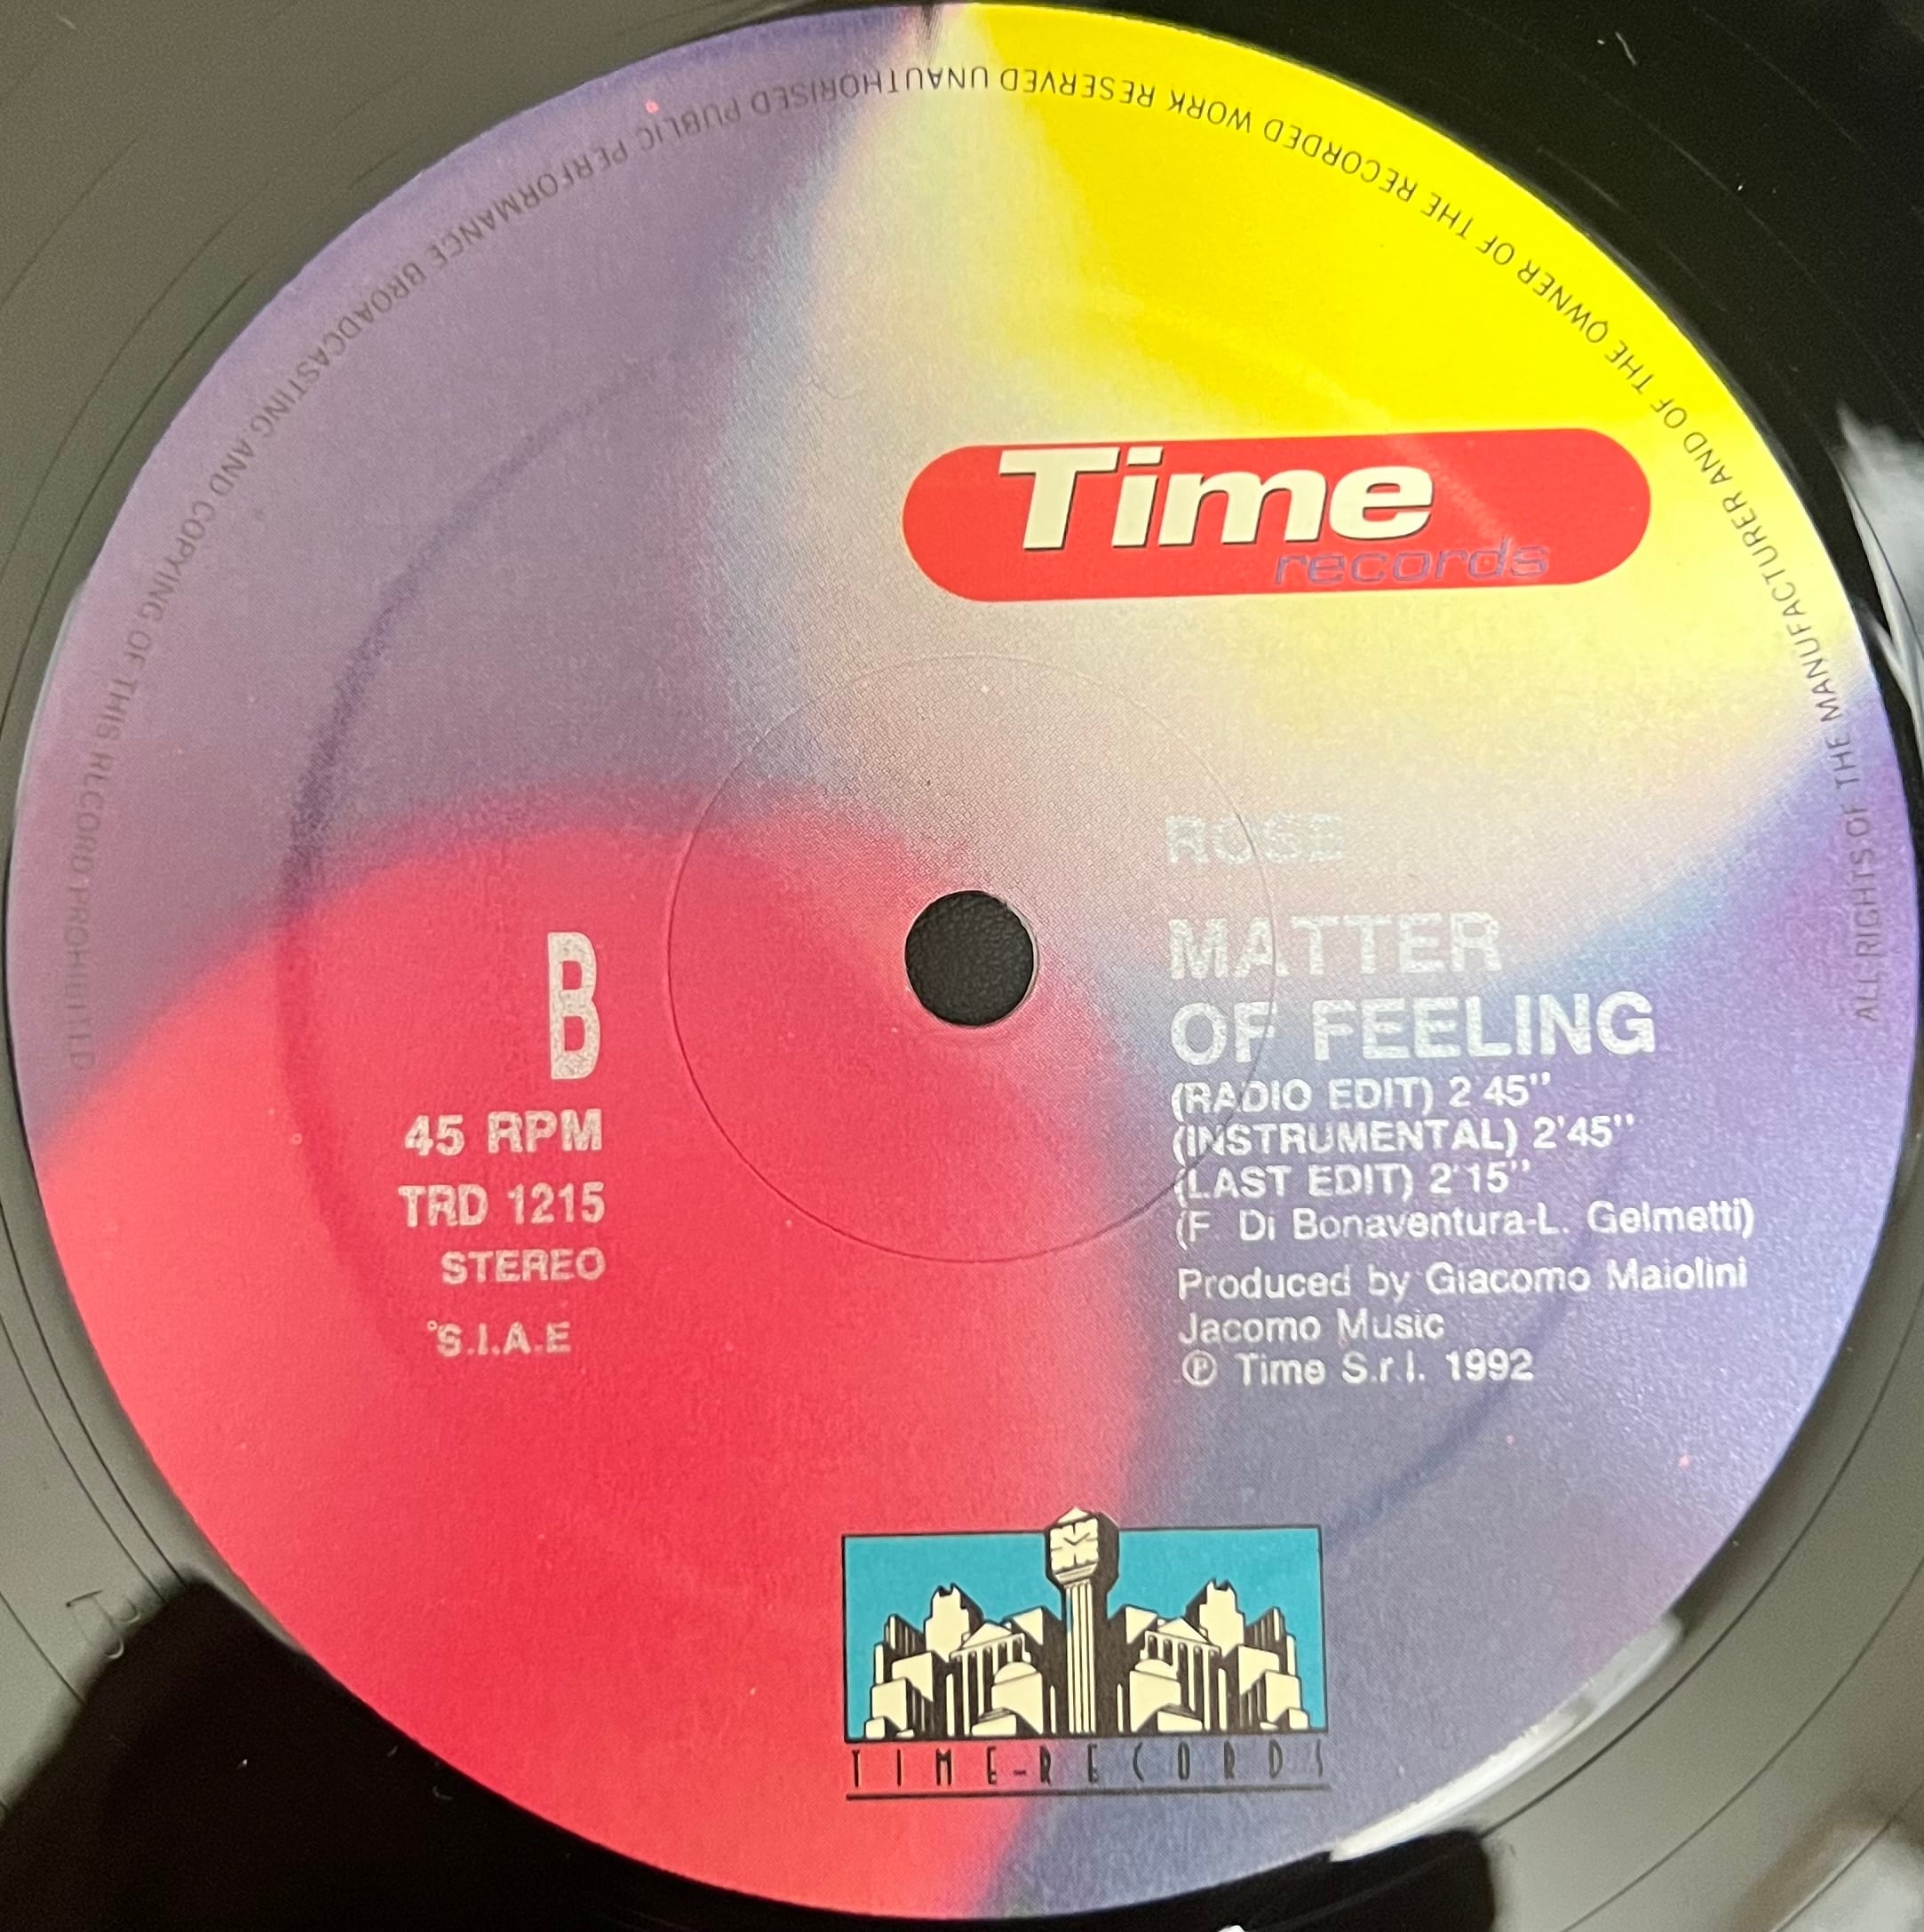 ALL RIGHTS OF THE MANUFACTURER AND OF THE OWNER OF THE RECORDED WORK RESERVED UNAUTHORISED PUBLIC PERFORMANCE BROADCASTING AND COPYING OF THIS RECORD PROHIBITED
Time
records
ROSE
MATTER
OF FEELING
(RADIO EDIT) 2'45''
(INSTRUMENTAL) 2'45''
(LAST EDIT) 2'15''
(F. Di Bonaventura-L. Gelmetti)
Produced by Giacomo Maiolini
Jacomo Music
℗ Time S.r.l. 1992
B
45 RPM
TRD 1215
STEREO
°S.I.A.E
TIME-RECORDS